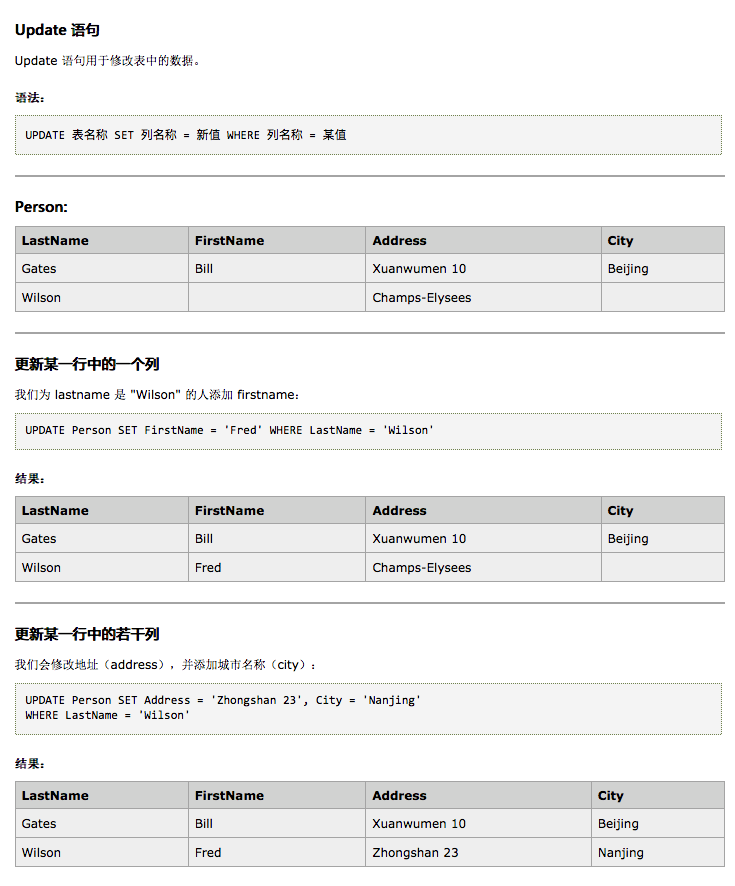 Update 语句
Update 语句用于修改表中的数据。
语法：
UPDATE 表名称 SET 列名称 = 新值 WHERE 列名称 = 某值
Person:
LastName FirstName Address City
Gates Bill Xuanwumen 10 Beijing
Wilson Champs-Elysees
更新某一行中的一个列
我们为 lastname 是 "Wilson" 的人添加 firstname：
UPDATE Person SET FirstName = 'Fred' WHERE LastName = 'Wilson'
结果：
LastName FirstName Address City
Gates Bill Xuanwumen 10 Beijing
Wilson Fred Champs-Elysees
更新某一行中的若干列
我们会修改地址（address），并添加城市名称（city）：
UPDATE Person SET Address = 'Zhongshan 23', City = 'Nanjing'
WHERE LastName = 'Wilson'
结果：
LastName FirstName Address City
Gates Bill Xuanwumen 10 Beijing
Wilson Fred Zhongshan 23 Nanjing